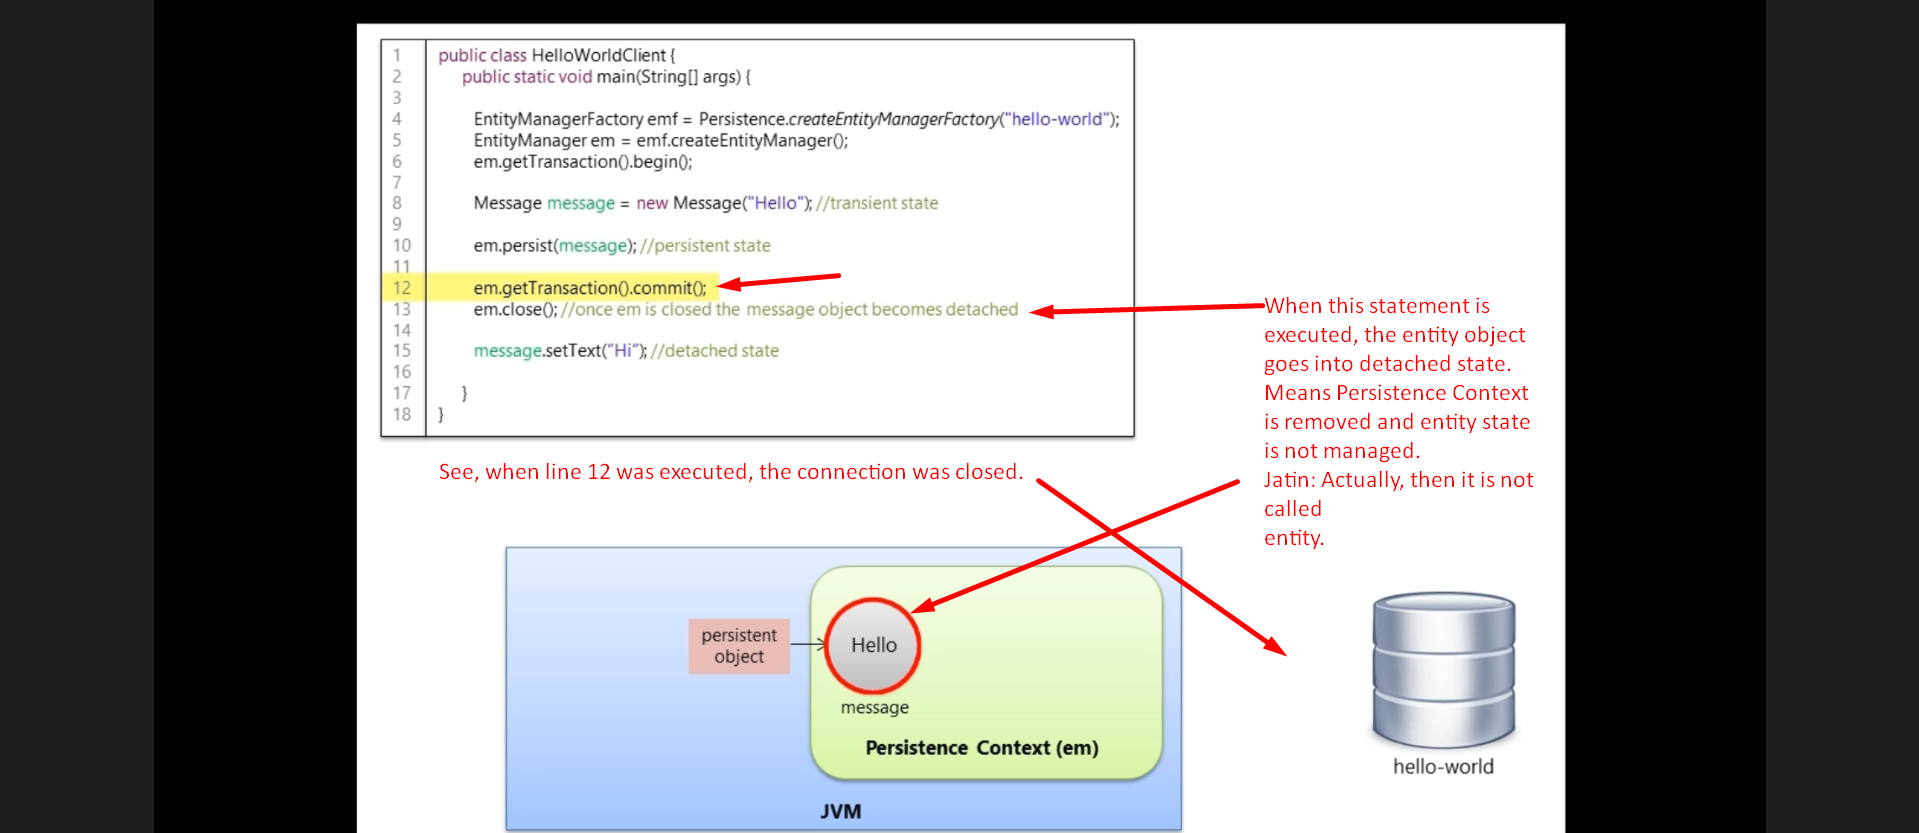 1 public class HelloWorldClient {
2 public static void main(String[] args) {
3
4 EntityManagerFactory emf = Persistence.createEntityManagerFactory("hello-world");
5 EntityManager em = emf.createEntityManager();
6 em.getTransaction().begin();
7
8 Message message = new Message("Hello"); //transient state
9
10 em.persist(message); //persistent state
11
12 em.getTransaction().commit();
13 em.close(); //once em is closed the message object becomes detached
14
15 message.setText("Hi"); //detached state
16
17 }
18 }
When this statement is
executed, the entity object
goes into detached state.
Means Persistence Context
is removed and entity state
is not managed.
Jatin: Actually, then it is not
called
entity.
See, when line 12 was executed, the connection was closed.
persistent
object
Hello
message
Persistence Context (em)
JVM
hello-world